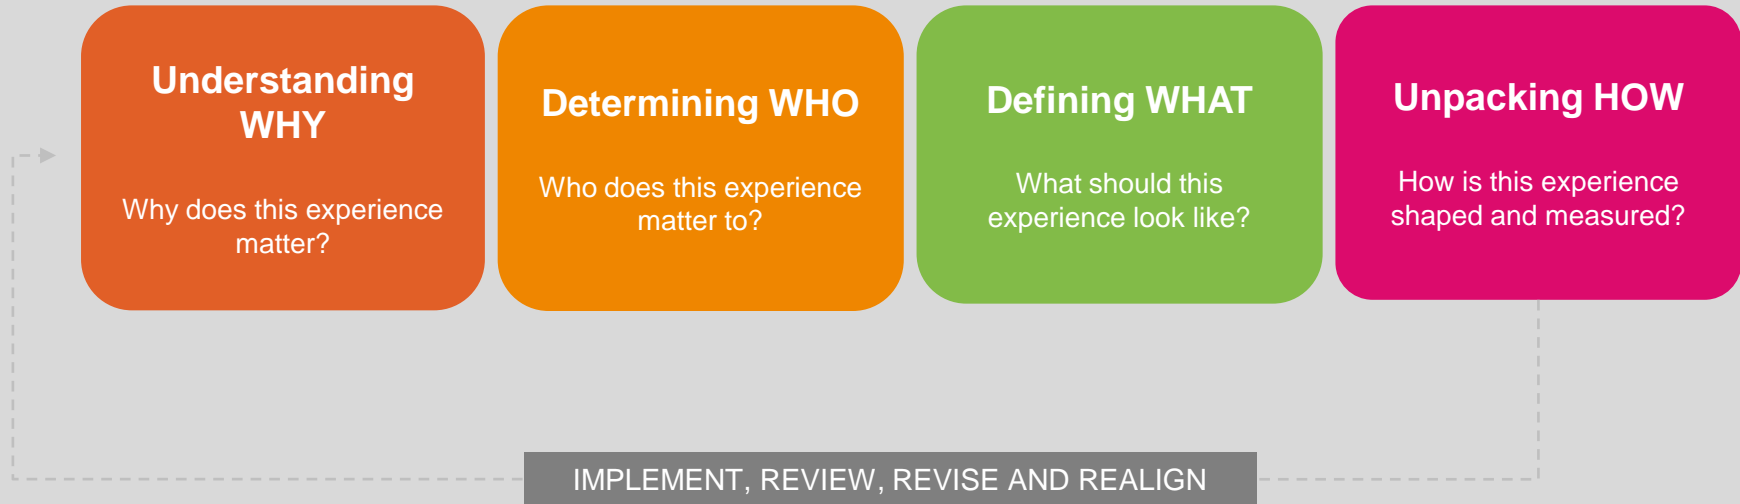 Understanding
WHY
Why does this experience
matter?
Determining WHO
Who does this experience
matter to?
Defining WHAT
What should this
experience look like?
Unpacking HOW
How is this experience
shaped and measured?
IMPLEMENT, REVIEW, REVISE AND REALIGN